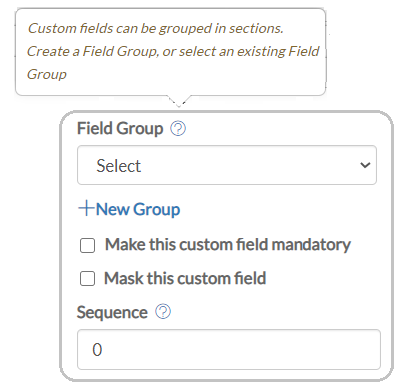 Custom fields can be grouped in sections.
Create a Field Group, or select an existing Field
Group
Field Group ?
Select
+New Group
Make this custom field mandatory
Mask this custom field
Sequence ?
0